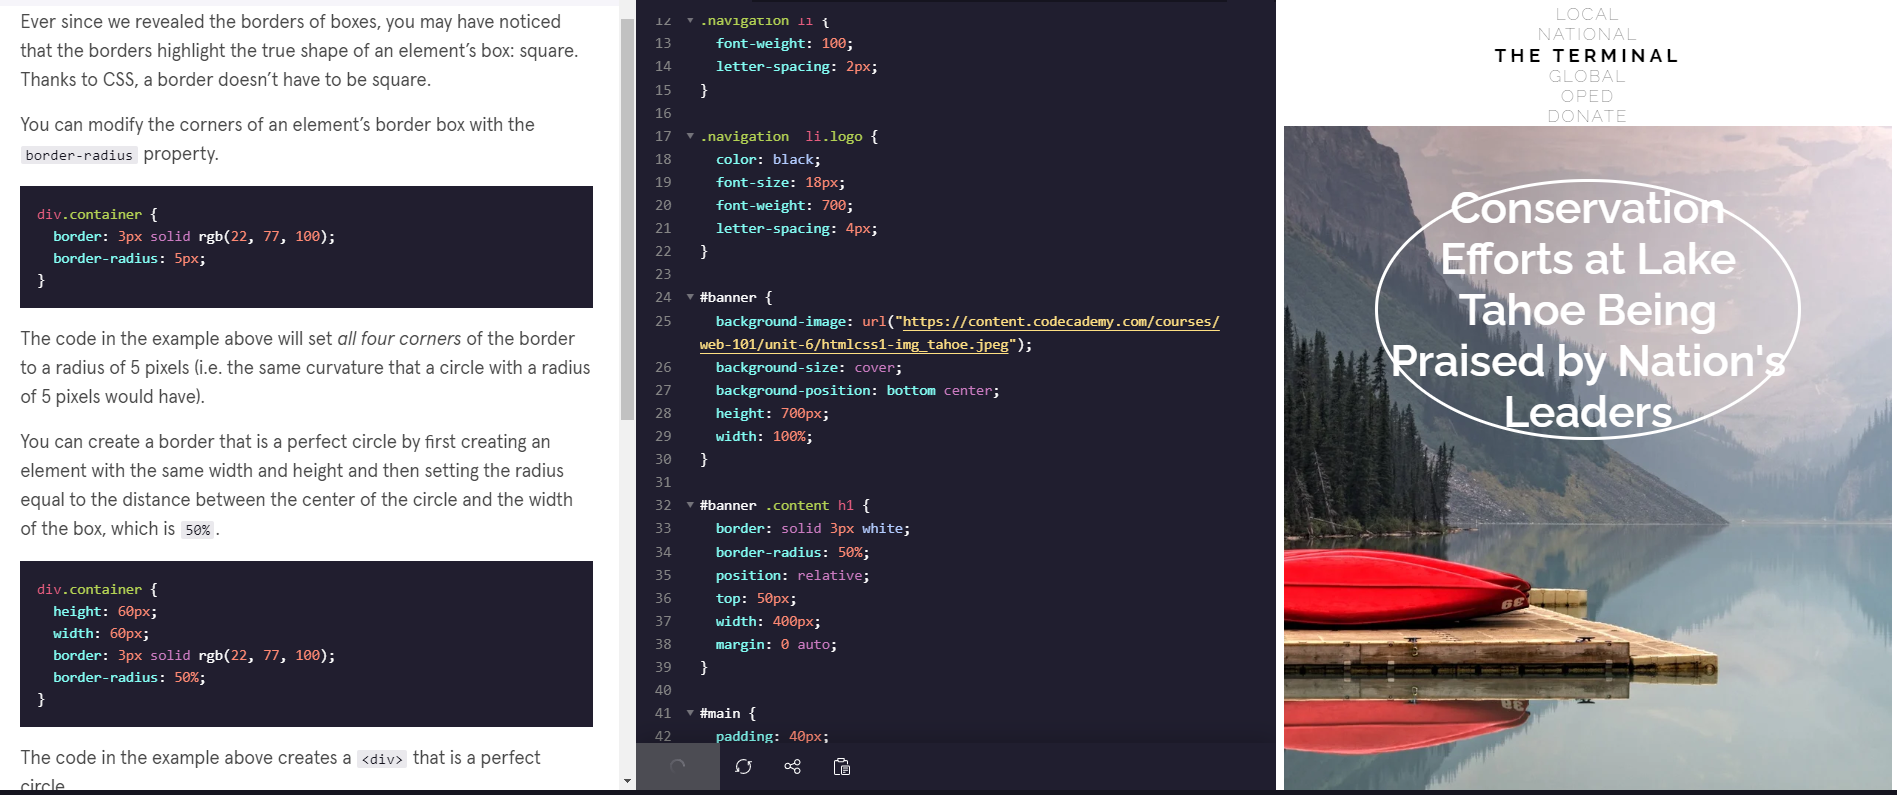 Ever since we revealed the borders of boxes, you may have noticed
that the borders highlight the true shape of an element’s box: square.
Thanks to CSS, a border doesn’t have to be square.
You can modify the corners of an element’s border box with the
border-radius property.
div.container {
border: 3px solid rgb(22, 77, 100);
border-radius: 5px;
}
The code in the example above will set all four corners of the border
to a radius of 5 pixels (i.e. the same curvature that a circle with a radius
of 5 pixels would have).
You can create a border that is a perfect circle by first creating an
element with the same width and height and then setting the radius
equal to the distance between the center of the circle and the width
of the box, which is 50%.
div.container {
height: 60px;
width: 60px;
border: 3px solid rgb(22, 77, 100);
border-radius: 50%;
}
The code in the example above creates a <div> that is a perfect
circle.
12 .navigation li {
13 font-weight: 100;
14 letter-spacing: 2px;
15 }
16
17 .navigation  li.logo {
18 color: black;
19 font-size: 18px;
20 font-weight: 700;
21 letter-spacing: 4px;
22 }
23
24 #banner {
25 background-image: url("https://content.codecademy.com/courses/
web-101/unit-6/htmlcss1-img_tahoe.jpeg");
26 background-size: cover;
27 background-position: bottom center;
28 height: 700px;
29 width: 100%;
30 }
31
32 #banner .content h1 {
33 border: solid 3px white;
34 border-radius: 50%;
35 position: relative;
36 top: 50px;
37 width: 400px;
38 margin: 0 auto;
39 }
40
41 #main {
42 padding: 40px;
LOCAL
NATIONAL
THE TERMINAL
GLOBAL
OPED
DONATE
Conservation
Efforts at Lake
Tahoe Being
Praised by Nation's
Leaders